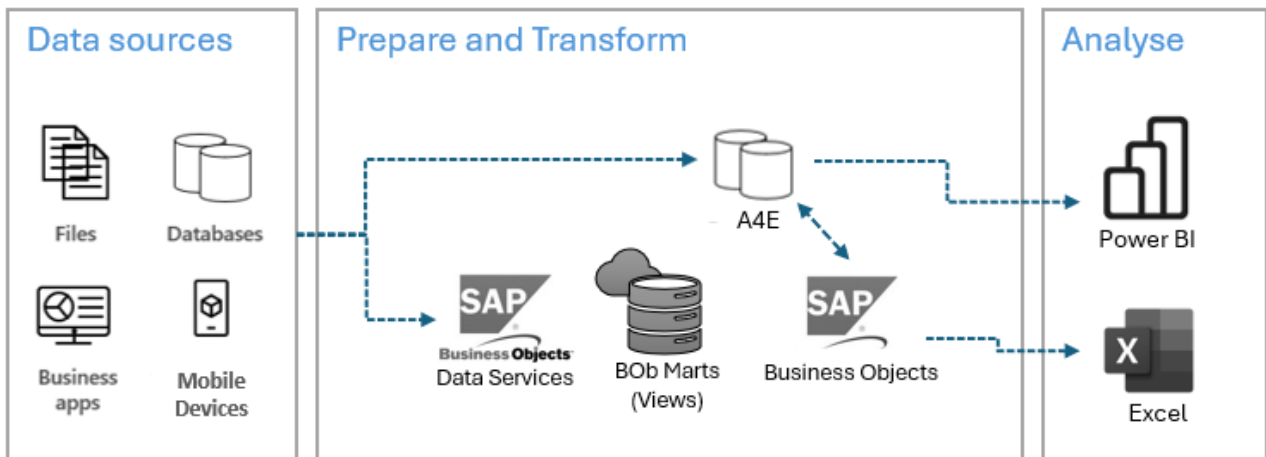 Data sources
Prepare and Transform
Analyse
Files
Databases
Business
apps
Mobile
Devices
A4E
SAP
®
Business Objects
Data Services
BOb Marts
(Views)
SAP
®
Business Objects
Power BI
X
Excel